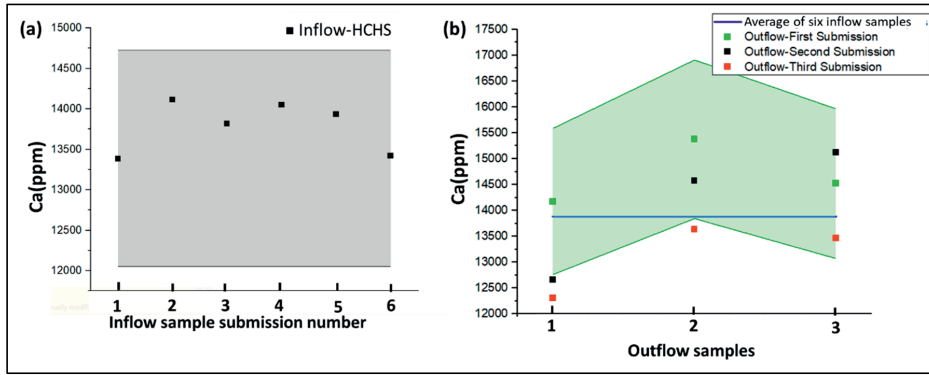 (a)
15000
14500
14000
13500
13000
12500
12000
Ca(ppm)
Inflow-HCHS
1 2 3 4 5 6
Inflow sample submission number
(b)
Average of six inflow samples
Outflow-First Submission
Outflow-Second Submission
Outflow-Third Submission
17500
17000
16500
16000
15500
15000
14500
14000
13500
13000
12500
12000
Ca(ppm)
1 2 3
Outflow samples